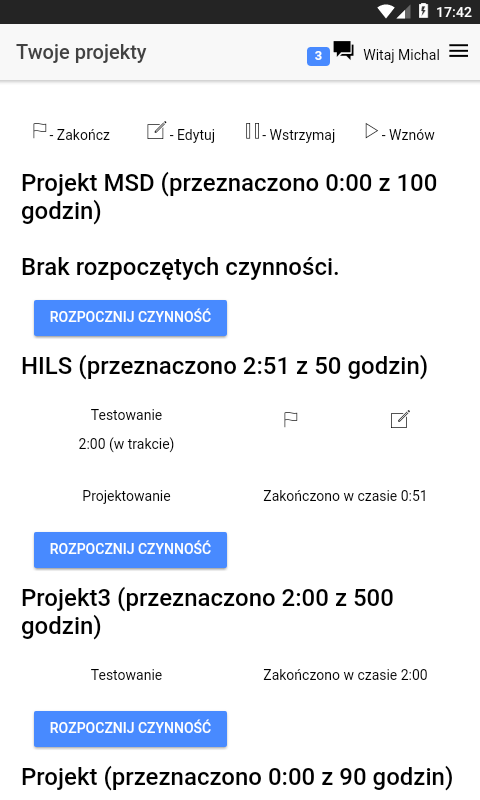 17:42
Twoje projekty
3 Witaj Michal
- Zakończ - Edytuj - Wstrzymaj - Wznów
Projekt MSD (przeznaczono 0:00 z 100
godzin)
Brak rozpoczętych czynności.
ROZPOCZNIJ CZYNNOŚĆ
HILS (przeznaczono 2:51 z 50 godzin)
Testowanie
2:00 (w trakcie)
Projektowanie Zakończono w czasie 0:51
ROZPOCZNIJ CZYNNOŚĆ
Projekt3 (przeznaczono 2:00 z 500
godzin)
Testowanie Zakończono w czasie 2:00
ROZPOCZNIJ CZYNNOŚĆ
Projekt (przeznaczono 0:00 z 90 godzin)